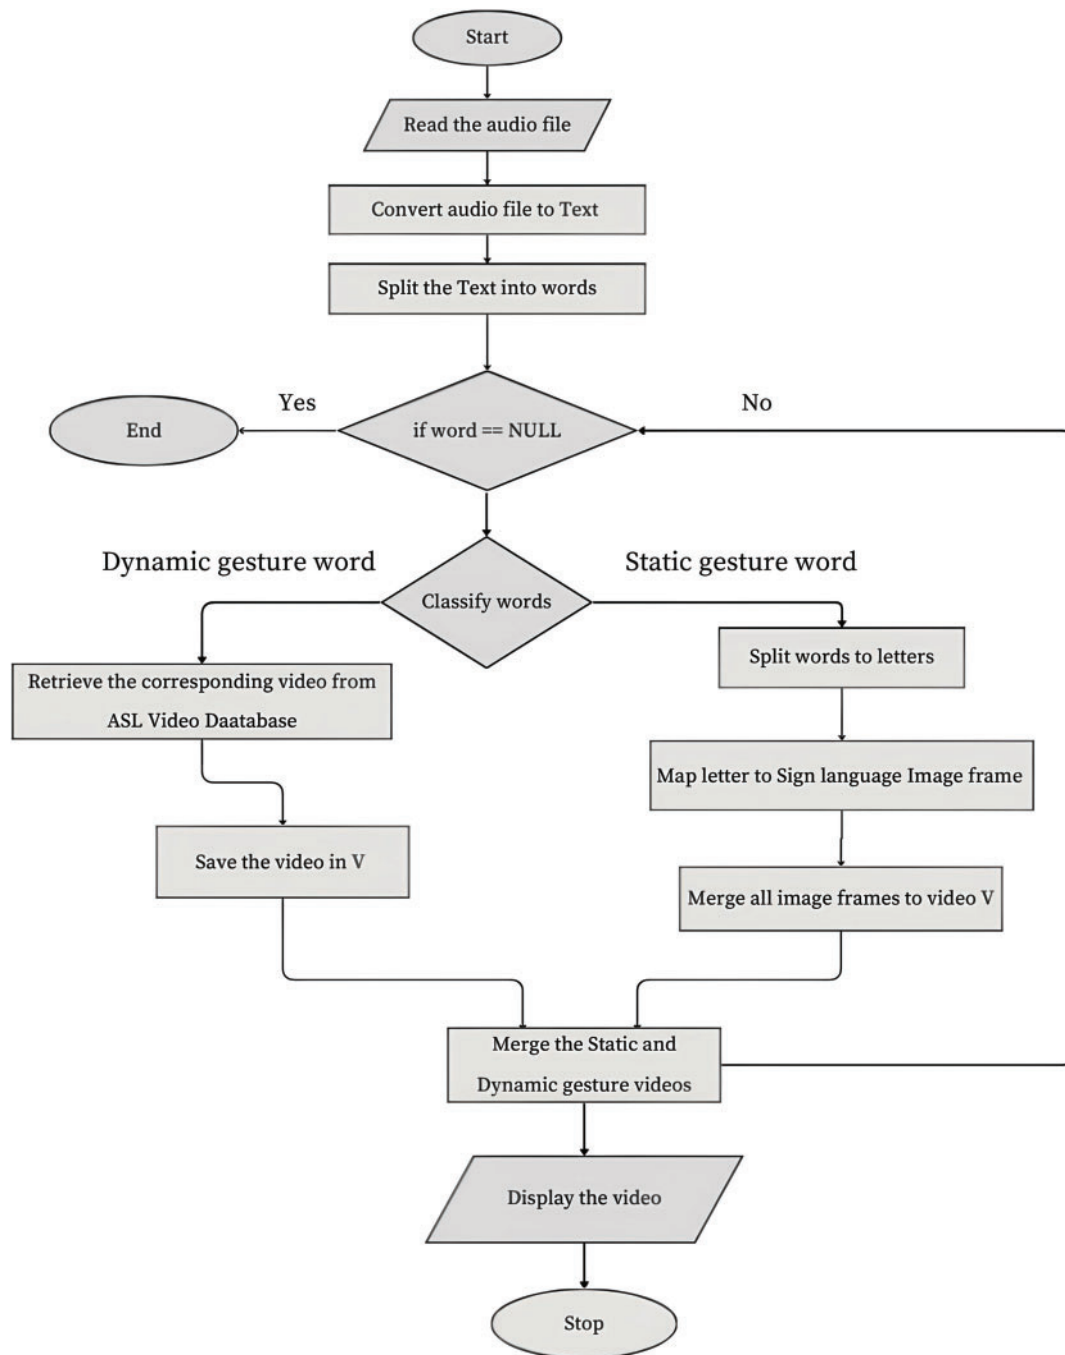 Start
Read the audio file
Convert audio file to Text
Split the Text into words
Yes
No
End
if word == NULL
Dynamic gesture word
Static gesture word
Classify words
Split words to letters
Retrieve the corresponding video from
ASL Video Daatabase
Map letter to Sign language Image frame
Save the video in V
Merge all image frames to video V
Merge the Static and
Dynamic gesture videos
Display the video
Stop